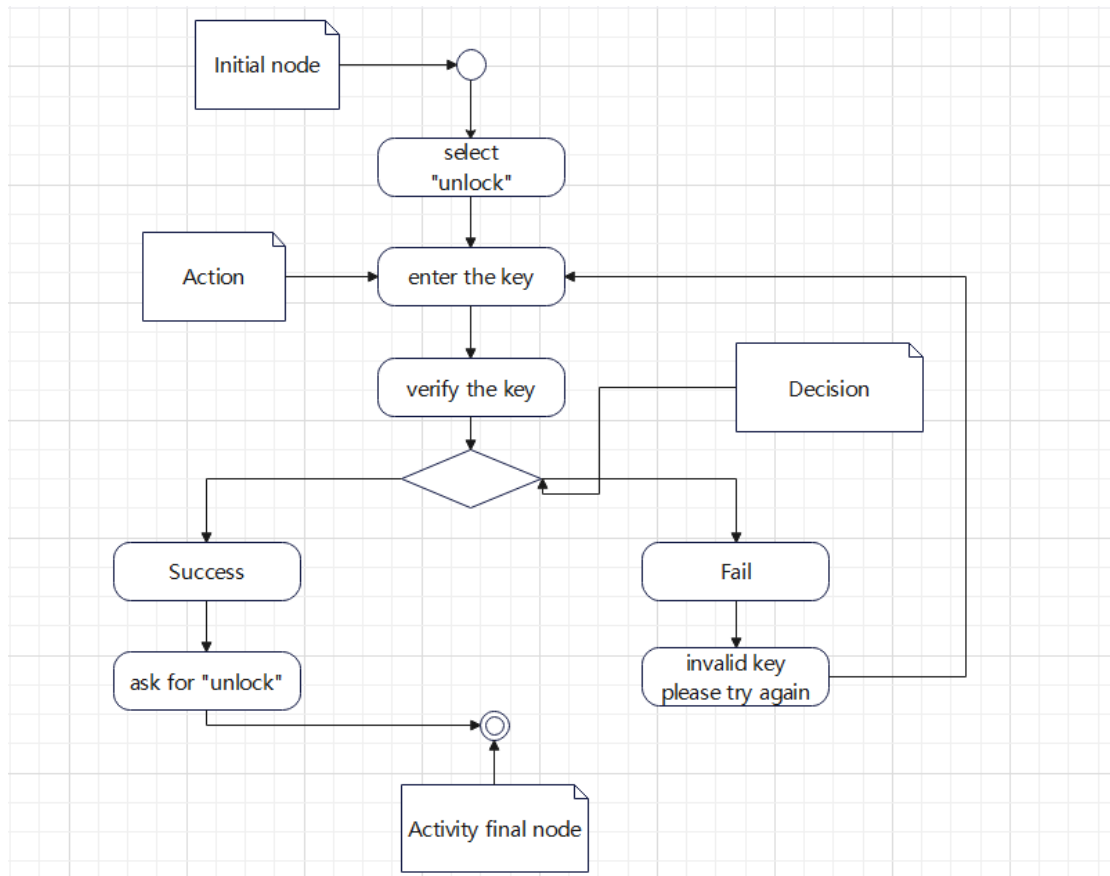 Initial node
select
"unlock"
Action
enter the key
verify the key
Decision
Success
Fail
ask for "unlock"
invalid key
please try again
Activity final node